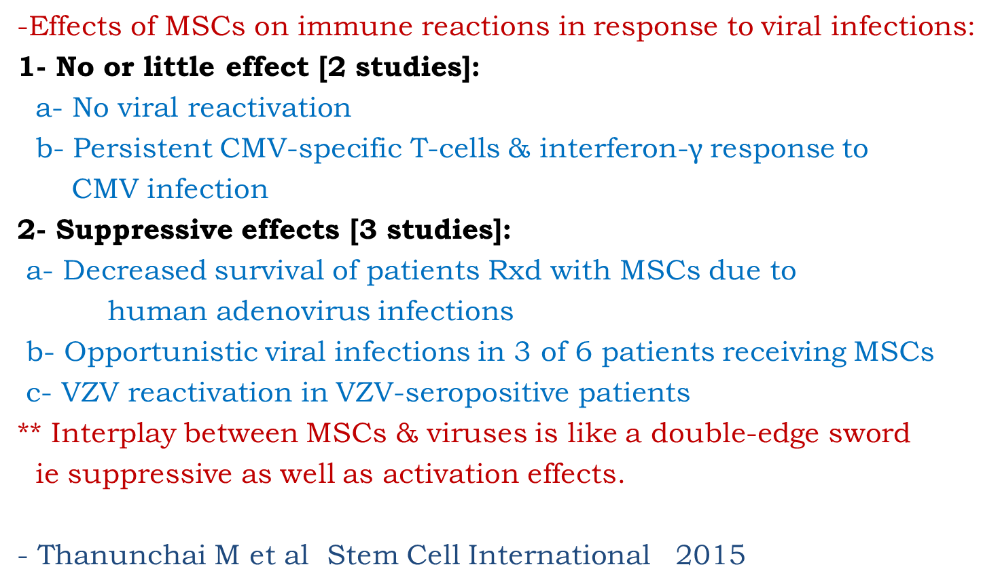 -Effects of MSCs on immune reactions in response to viral infections:
1- No or little effect [2 studies]:
a- No viral reactivation
b- Persistent CMV-specific T-cells & interferon-γ response to
CMV infection
2- Suppressive effects [3 studies]:
a- Decreased survival of patients Rxd with MSCs due to
human adenovirus infections
b- Opportunistic viral infections in 3 of 6 patients receiving MSCs
c- VZV reactivation in VZV-seropositive patients
** Interplay between MSCs & viruses is like a double-edge sword
ie suppressive as well as activation effects.
- Thanunchai M et al  Stem Cell International   2015